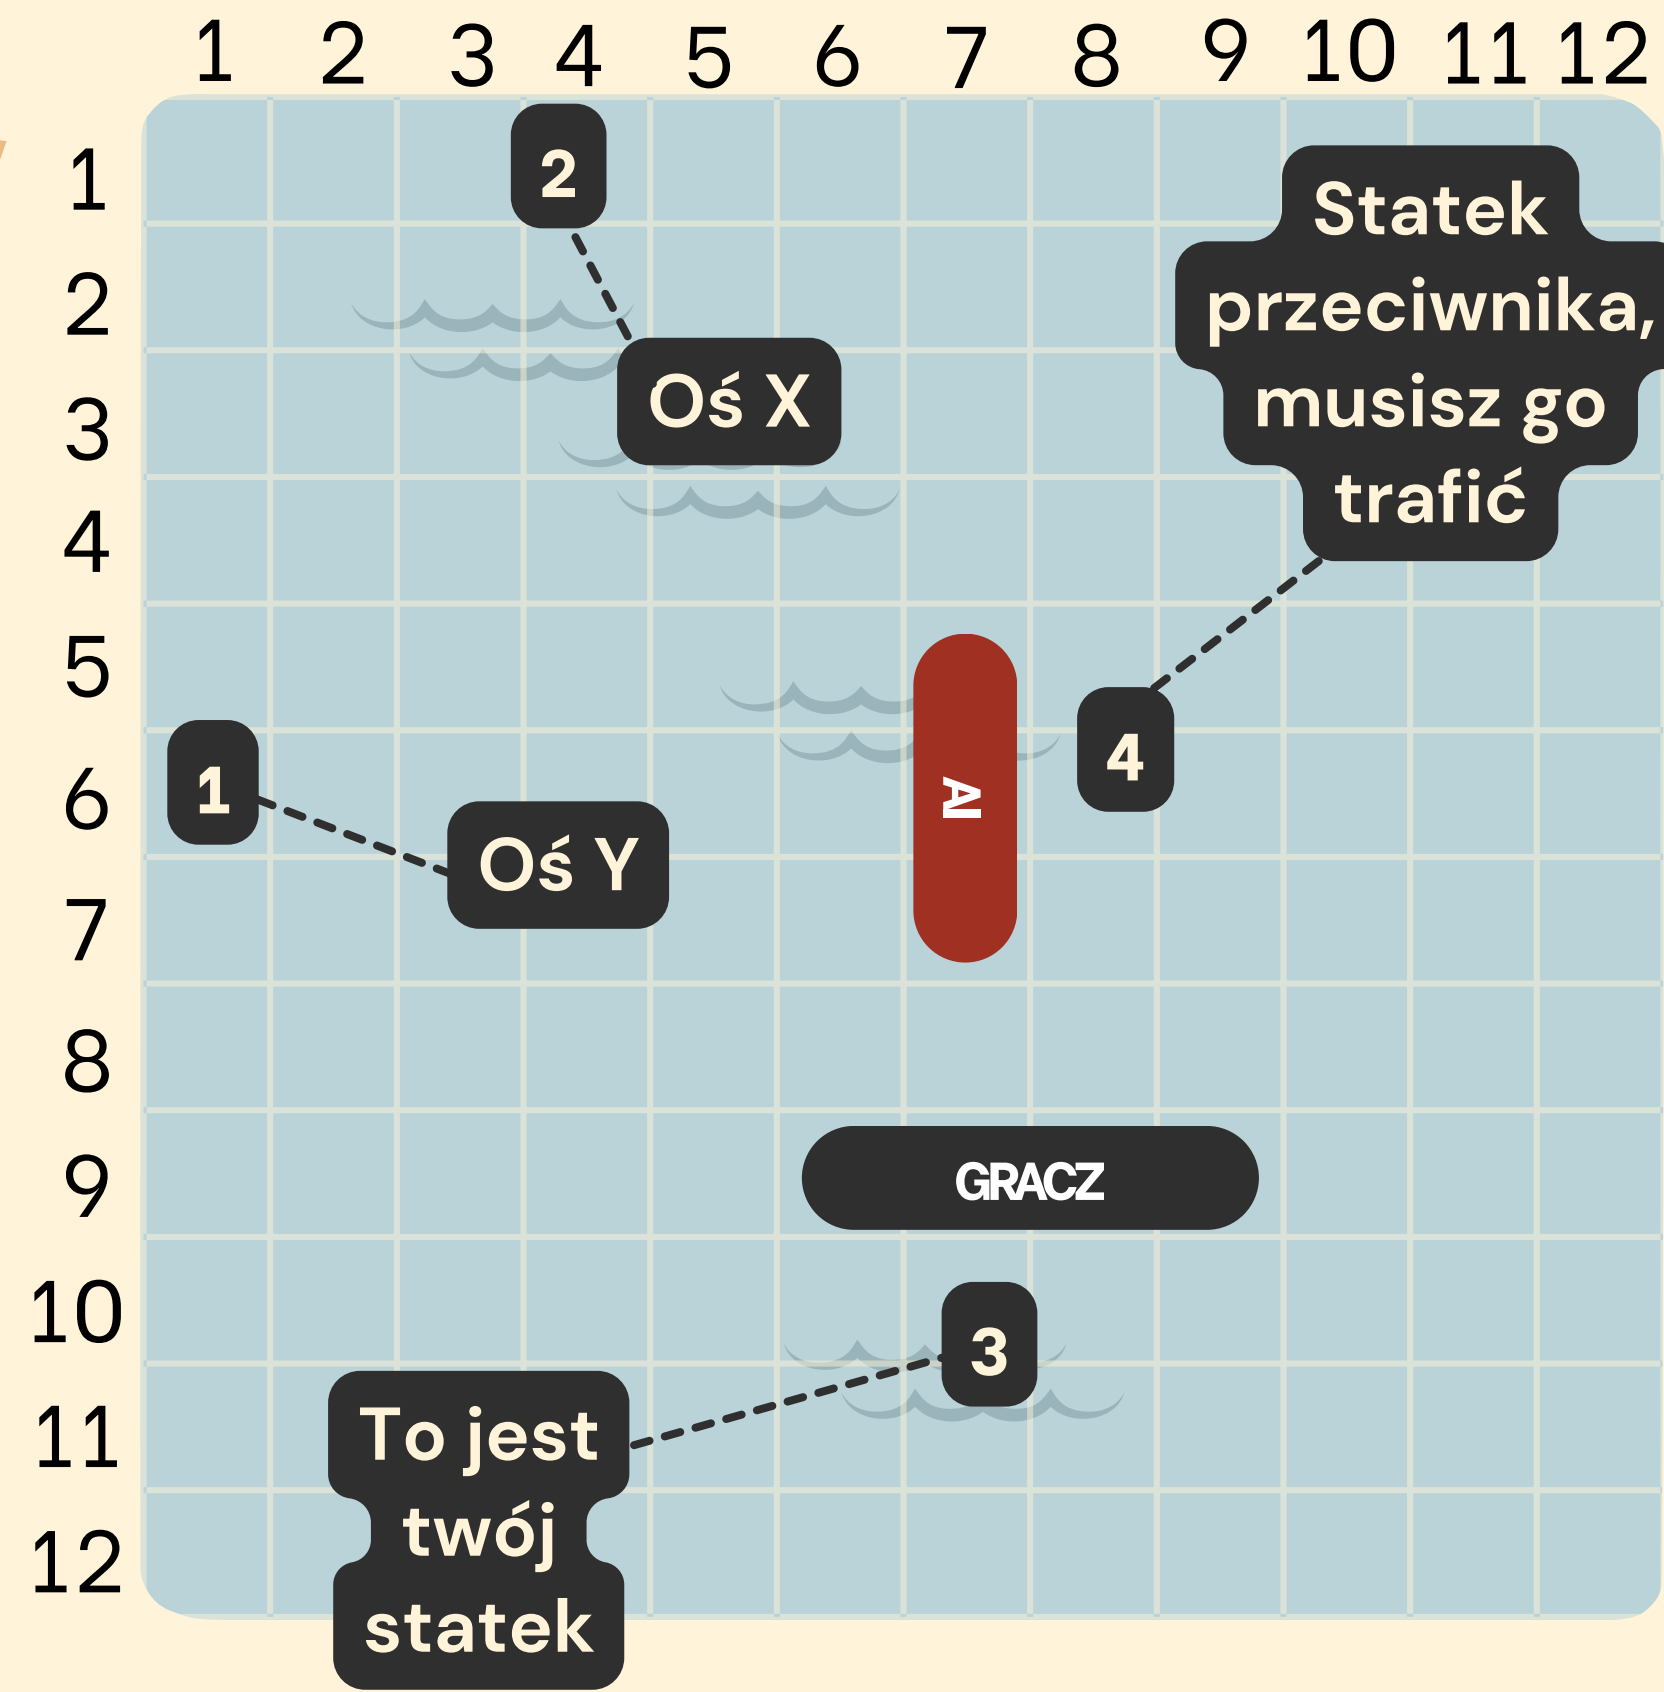 1 2 3 4 5 6 7 8 9 10 11 12
1
2
3
4
5
6
7
8
9
10
11
12
2
Oś X
Statek
przeciwnika,
musisz go
trafić
4
AI
1
Oś Y
GRACZ
3
To jest
twój
statek